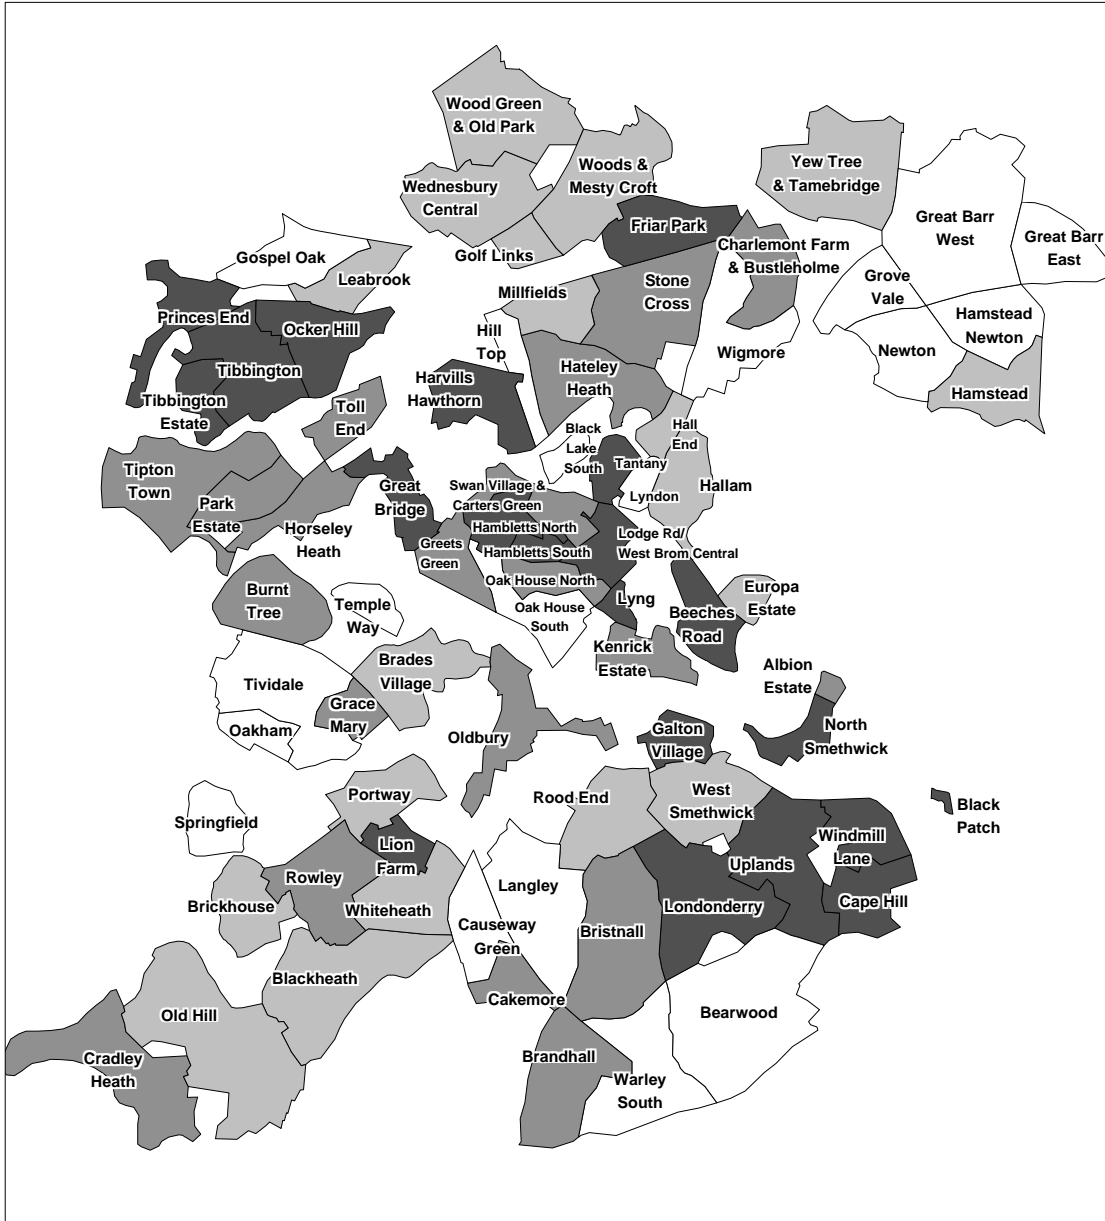 Wood Green
& Old Park
Woods &
Mesty Croft
Wednesbury
Central
Golf Links
Friar Park
Yew Tree
& Tamebridge
Great Barr
West
Great Barr
East
Charlemont Farm
& Bustleholme
Grove
Vale
Hamstead
Newton
Newton
Hamstead
Gospel Oak
Leabrook
Millfields
Stone
Cross
Hill
Top
Wigmore
Princes End
Ocker Hill
Tibbington
Tibbington
Estate
Harvills
Hawthorn
Hateley
Heath
Toll
End
Black
Lake
South
Hall
End
Tantany
Lyndon
Hallam
Tipton
Town
Park
Estate
Horseley
Heath
Great
Bridge
Swan Village &
Carters Green
Hambletts North
Hambletts South
Lodge Rd/
West Brom Central
Greets
Green
Oak House North
Oak House
South
Lyng
Beeches
Road
Europa
Estate
Burnt
Tree
Temple
Way
Kenrick
Estate
Albion
Estate
Brades
Village
Tividale
Grace
Mary
Oakham
Oldbury
Galton
Village
North
Smethwick
Portway
Rood End
West
Smethwick
Black
Patch
Springfield
Lion
Farm
Windmill
Lane
Uplands
Rowley
Langley
Brickhouse
Whiteheath
Causeway
Green
Londonderry
Cape Hill
Bristnall
Blackheath
Cakemore
Bearwood
Old Hill
Cradley
Heath
Brandhall
Warley
South